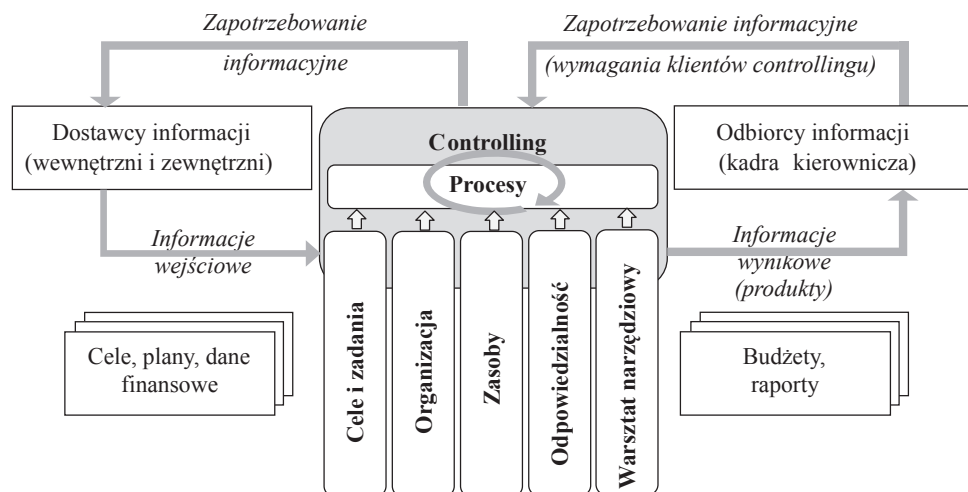 Zapotrzebowanie
informacyjne
Zapotrzebowanie informacyjne
(wymagania klientów controllingu)
Dostawcy informacji
(wewnętrzni i zewnętrzni)
Controlling
Procesy
Odbiorcy informacji
(kadra kierownicza)
Informacje
wejściowe
Informacje
wynikowe
(produkty)
Cele, plany, dane
finansowe
Cele i zadania
Organizacja
Zasoby
Odpowiedzialność
Warsztat narzędziowy
Budżety,
raporty